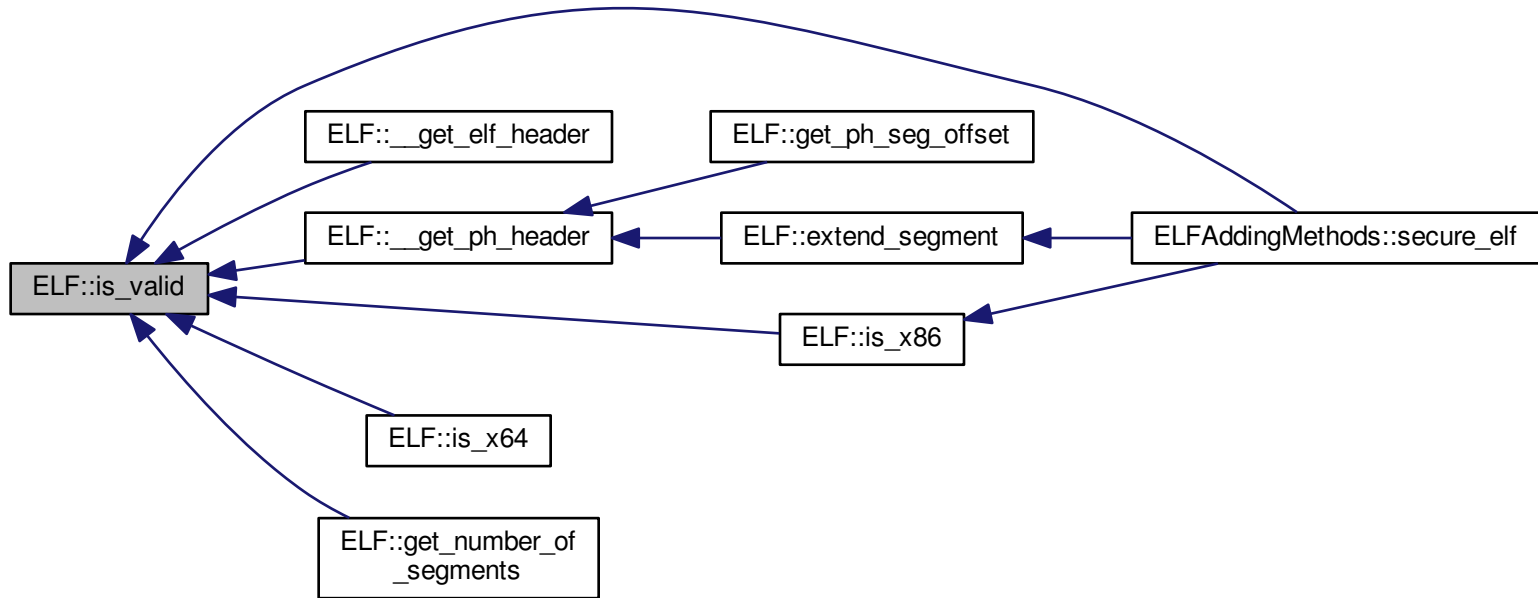 ELF::__get_elf_header
ELF::get_ph_seg_offset
ELF::__get_ph_header
ELF::extend_segment
ELFAddingMethods::secure_elf
ELF::is_valid
ELF::is_x86
ELF::is_x64
ELF::get_number_of
_segments